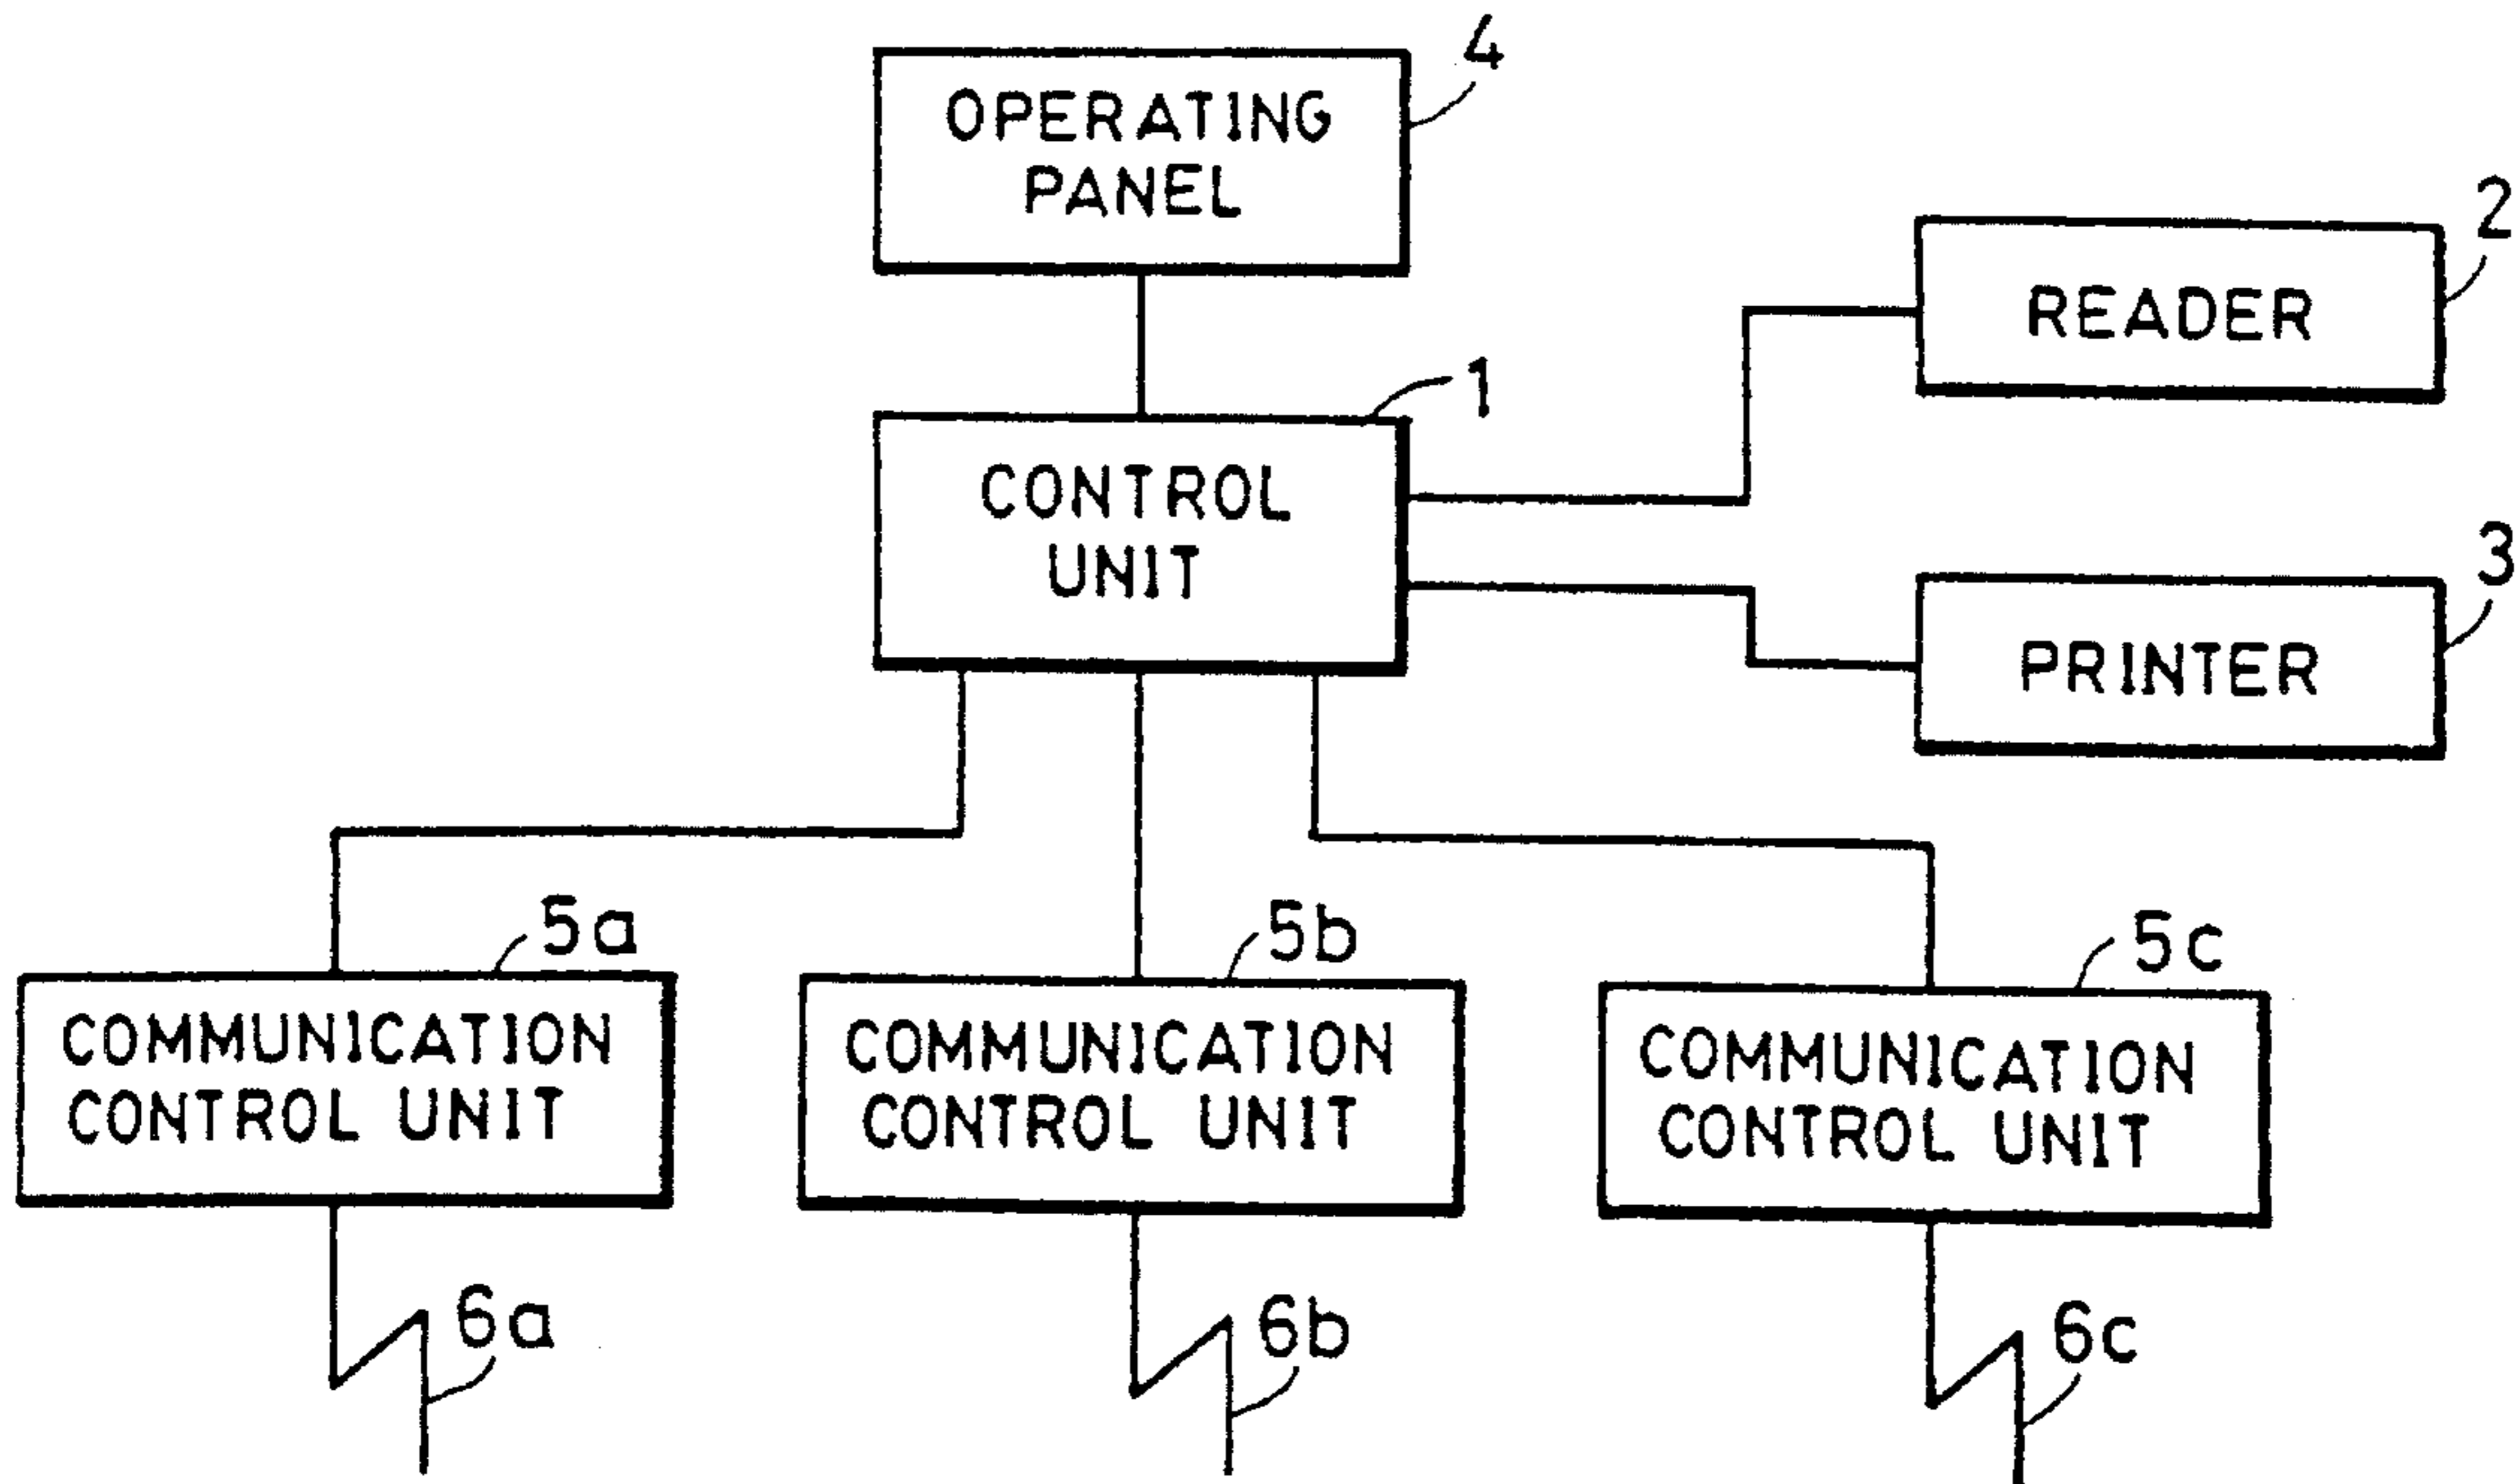 4
OPERATING
PANEL
2
READER
1
CONTROL
UNIT
3
PRINTER
5a
COMMUNICATION
CONTROL UNIT
5b
COMMUNICATION
CONTROL UNIT
5c
COMMUNICATION
CONTROL UNIT
6a
6b
6c